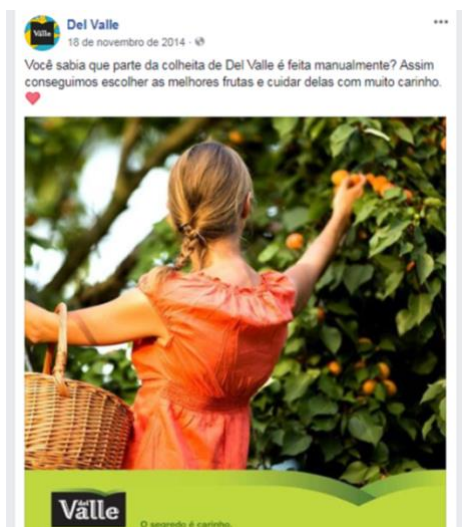 Del Valle
18 de novembro de 2014 ·
Você sabia que parte da colheita de Del Valle é feita manualmente? Assim
conseguimos escolher as melhores frutas e cuidar delas com muito carinho.
del
Valle
O segredo é carinho.